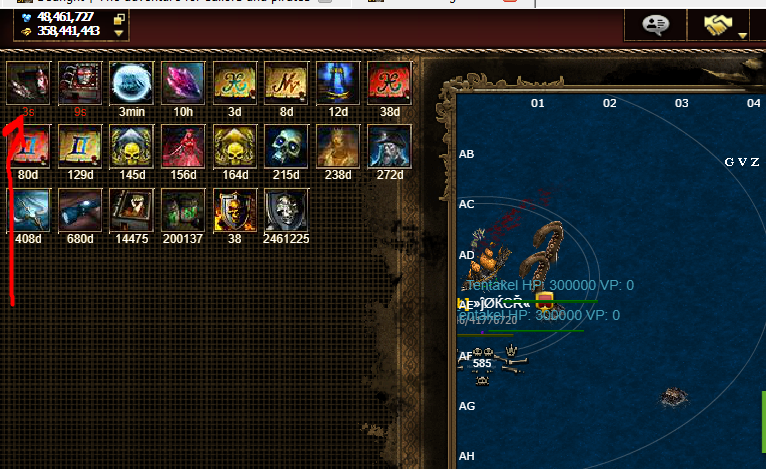 48,461,727
358,441,443
3s 9s 3min 10h 3d 8d 12d 38d
80d 129d 145d 156d 164d 215d 238d 272d
408d 680d 14475 200137 38 2461225
01 02 03 04
AB
G V Z
AC
AD
Tentakel HP: 300000 VP: 0
AE
Tentakel HP: 300000 VP: 0
/41776720
AF
585
AG
AH